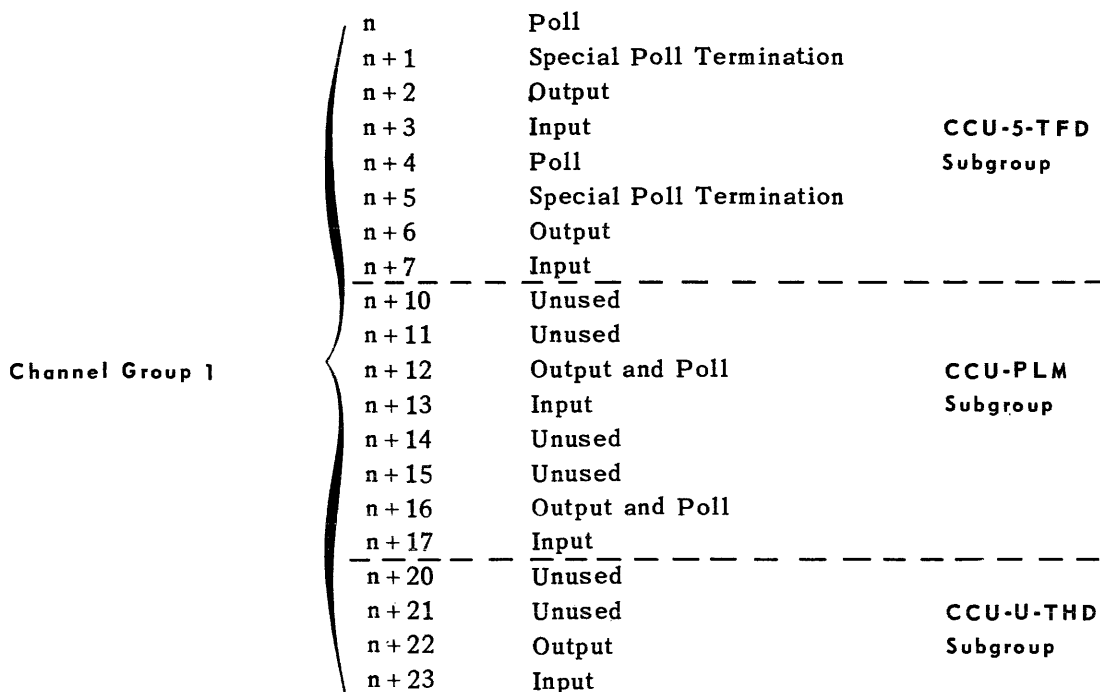 n Poll
n + 1 Special Poll Termination
n + 2 Output
n + 3 Input CCU-5-TFD
n + 4 Poll Subgroup
n + 5 Special Poll Termination
n + 6 Output
n + 7 Input
n + 10 Unused
n + 11 Unused
Channel Group 1 n + 12 Output and Poll CCU-PLM
n + 13 Input Subgroup
n + 14 Unused
n + 15 Unused
n + 16 Output and Poll
n + 17 Input
n + 20 Unused
n + 21 Unused CCU-U-THD
n + 22 Output Subgroup
n + 23 Input